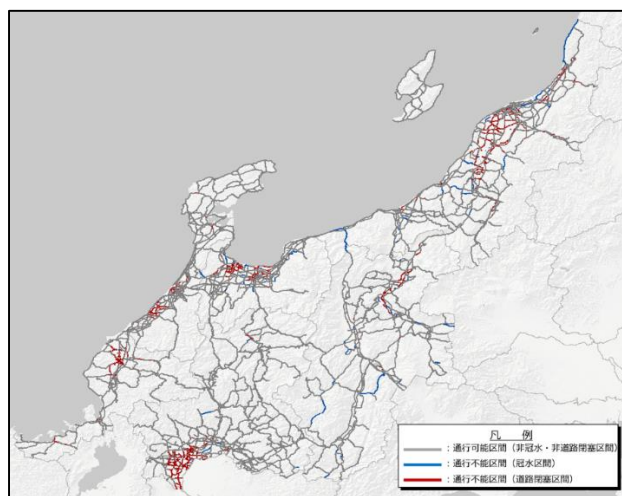 凡　例
：通行可能区間（非冠水・非道路閉塞区間）
：通行不能区間（冠水区間）
：通行不能区間（道路閉塞区間）